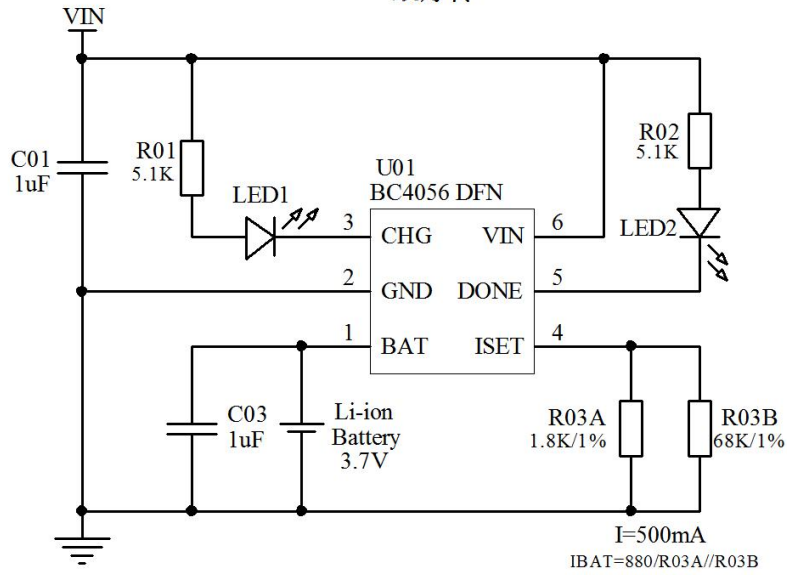 VIN
C01
1uF
R01
5.1K
LED1
U01
BC4056 DFN
R02
5.1K
LED2
3 CHG VIN 6
2 GND DONE 5
1 BAT ISET 4
C03
1uF
Li-ion
Battery
3.7V
R03A
1.8K/1%
R03B
68K/1%
I=500mA
IBAT=880/R03A//R03B